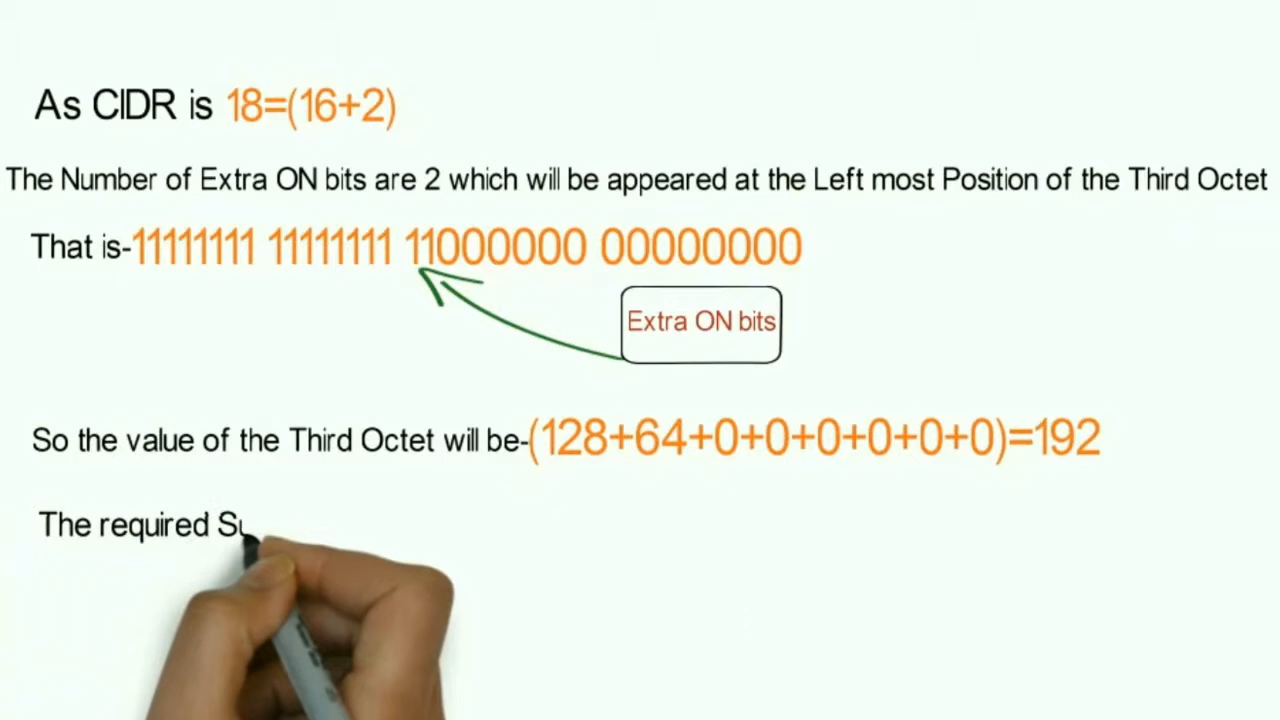 As CIDR is 18=(16+2)
The Number of Extra ON bits are 2 which will be appeared at the Left most Position of the Third Octet
That is-11111111 11111111 11000000 00000000
Extra ON bits
So the value of the Third Octet will be-(128+64+0+0+0+0+0+0)=192
The required Su